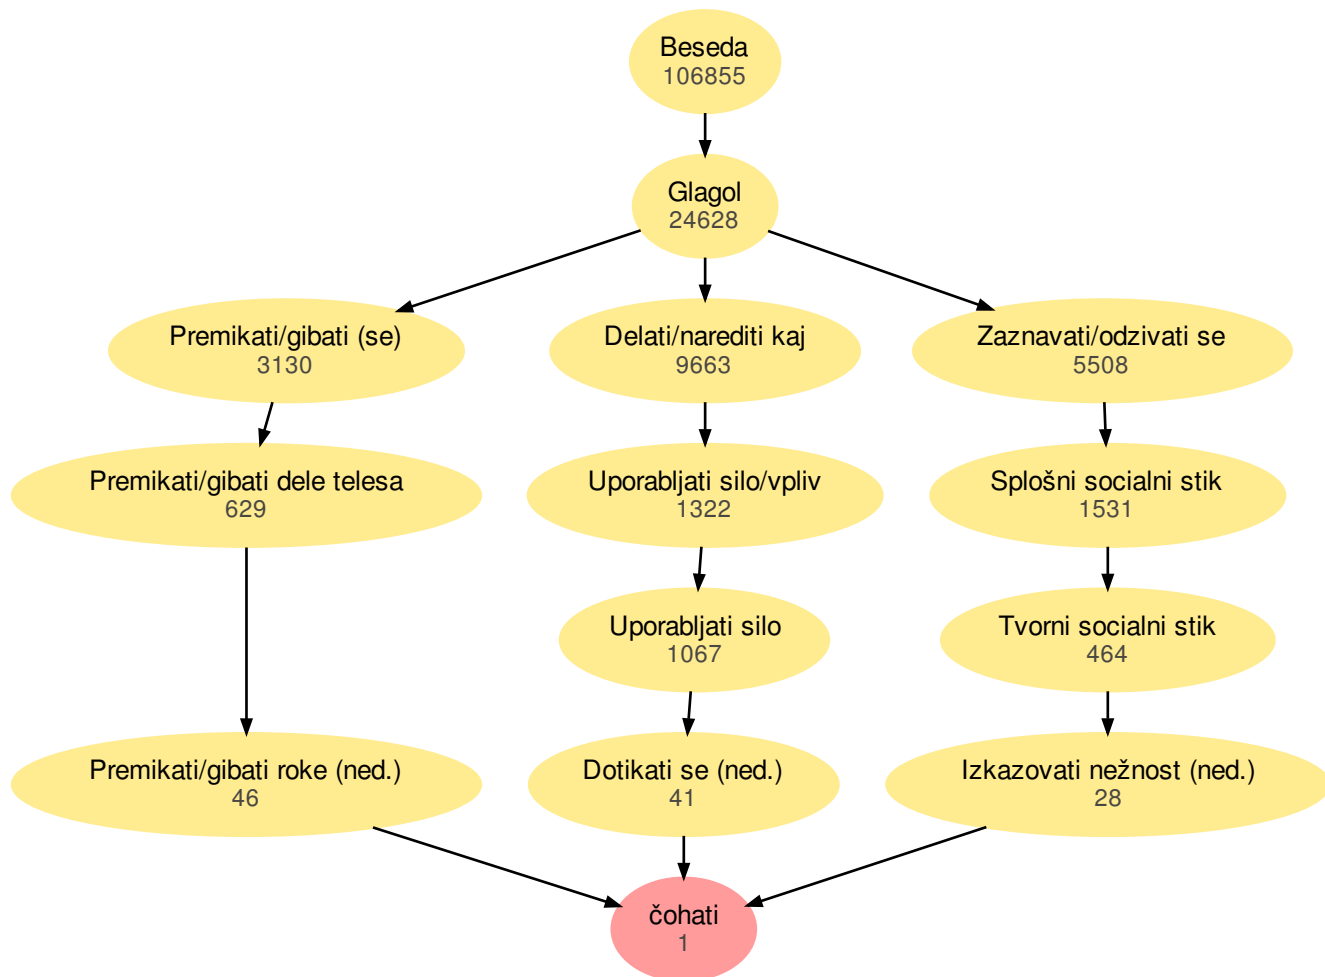 Beseda
106855
Glagol
24628
Premikati/gibati (se)
3130
Delati/narediti kaj
9663
Zaznavati/odzivati se
5508
Premikati/gibati dele telesa
629
Uporabljati silo/vpliv
1322
Splošni socialni stik
1531
Uporabljati silo
1067
Tvorni socialni stik
464
Premikati/gibati roke (ned.)
46
Dotikati se (ned.)
41
Izkazovati nežnost (ned.)
28
čohati
1